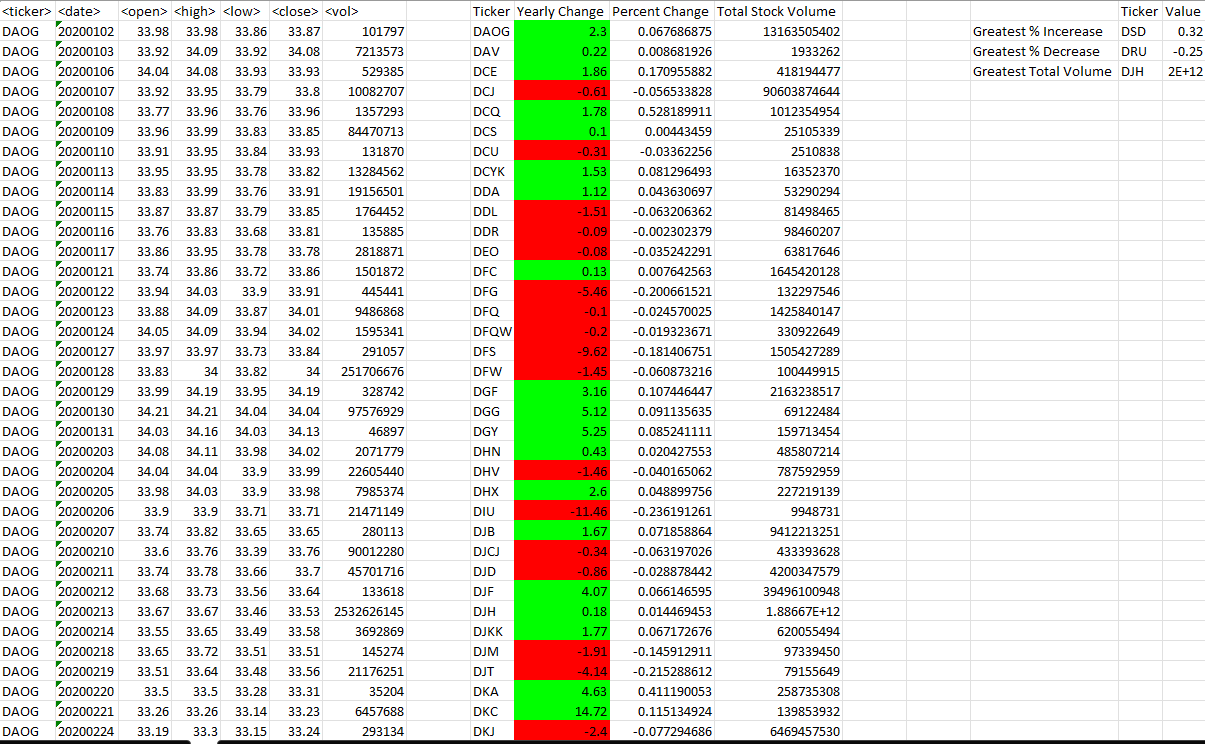 <ticker> <date> <open> <high> <low> <close> <vol> Ticker Yearly Change Percent Change Total Stock Volume Ticker Value
DAOG 20200102 33.98 33.98 33.86 33.87 101797 DAOG 2.3 0.067686875 13163505402 Greatest % Incerease DSD 0.32
DAOG 20200103 33.92 34.09 33.92 34.08 7213573 DAV 0.22 0.008681926 1933262 Greatest % Decrease DRU -0.25
DAOG 20200106 34.04 34.08 33.93 33.93 529385 DCE 1.86 0.170955882 418194477 Greatest Total Volume DJH 2E+12
DAOG 20200107 33.92 33.95 33.79 33.8 10082707 DCJ -0.61 -0.056533828 90603874644
DAOG 20200108 33.77 33.96 33.76 33.96 1357293 DCQ 1.78 0.528189911 1012354954
DAOG 20200109 33.96 33.99 33.83 33.85 84470713 DCS 0.1 0.00443459 25105339
DAOG 20200110 33.91 33.95 33.84 33.93 131870 DCU -0.31 -0.03362256 2510838
DAOG 20200113 33.95 33.95 33.78 33.82 13284562 DCYK 1.53 0.081296493 16352370
DAOG 20200114 33.83 33.99 33.76 33.91 19156501 DDA 1.12 0.043630697 53290294
DAOG 20200115 33.87 33.87 33.79 33.85 1764452 DDL -1.51 -0.063206362 81498465
DAOG 20200116 33.76 33.83 33.68 33.81 135885 DDR -0.09 -0.002302379 98460207
DAOG 20200117 33.86 33.95 33.78 33.78 2818871 DEO -0.08 -0.035242291 63817646
DAOG 20200121 33.74 33.86 33.72 33.86 1501872 DFC 0.13 0.007642563 1645420128
DAOG 20200122 33.94 34.03 33.9 33.91 445441 DFG -5.46 -0.200661521 132297546
DAOG 20200123 33.88 34.09 33.87 34.01 9486868 DFQ -0.1 -0.024570025 1425840147
DAOG 20200124 34.05 34.09 33.94 34.02 1595341 DFQW -0.2 -0.019323671 330922649
DAOG 20200127 33.97 33.97 33.73 33.84 291057 DFS -9.62 -0.181406751 1505427289
DAOG 20200128 33.83 34 33.82 34 251706676 DFW -1.45 -0.060873216 100449915
DAOG 20200129 33.99 34.19 33.95 34.19 328742 DGF 3.16 0.107446447 2163238517
DAOG 20200130 34.21 34.21 34.04 34.04 97576929 DGG 5.12 0.091135635 69122484
DAOG 20200131 34.03 34.16 34.03 34.13 46897 DGY 5.25 0.085241111 159713454
DAOG 20200203 34.08 34.11 33.98 34.02 2071779 DHN 0.43 0.020427553 485807214
DAOG 20200204 34.04 34.04 33.9 33.99 22605440 DHV -1.46 -0.040165062 787592959
DAOG 20200205 33.98 34.03 33.9 33.98 7985374 DHX 2.6 0.048899756 227219139
DAOG 20200206 33.9 33.9 33.71 33.71 21471149 DIU -11.46 -0.236191261 9948731
DAOG 20200207 33.74 33.82 33.65 33.65 280113 DJB 1.67 0.071858864 9412213251
DAOG 20200210 33.6 33.76 33.39 33.76 90012280 DJCJ -0.34 -0.063197026 433393628
DAOG 20200211 33.74 33.78 33.66 33.7 45701716 DJD -0.86 -0.028878442 4200347579
DAOG 20200212 33.68 33.73 33.56 33.64 133618 DJF 4.07 0.066146595 39496100948
DAOG 20200213 33.67 33.67 33.46 33.53 2532626145 DJH 0.18 0.014469453 1.88667E+12
DAOG 20200214 33.55 33.65 33.49 33.58 3692869 DJKK 1.77 0.067172676 620055494
DAOG 20200218 33.65 33.72 33.51 33.51 145274 DJM -1.91 -0.145912911 97339450
DAOG 20200219 33.51 33.64 33.48 33.56 21176251 DJT -4.14 -0.215288612 79155649
DAOG 20200220 33.5 33.5 33.28 33.31 35204 DKA 4.63 0.411190053 258735308
DAOG 20200221 33.26 33.26 33.14 33.23 6457688 DKC 14.72 0.115134924 139853932
DAOG 20200224 33.19 33.3 33.15 33.24 293134 DKJ -2.4 -0.077294686 6469457530